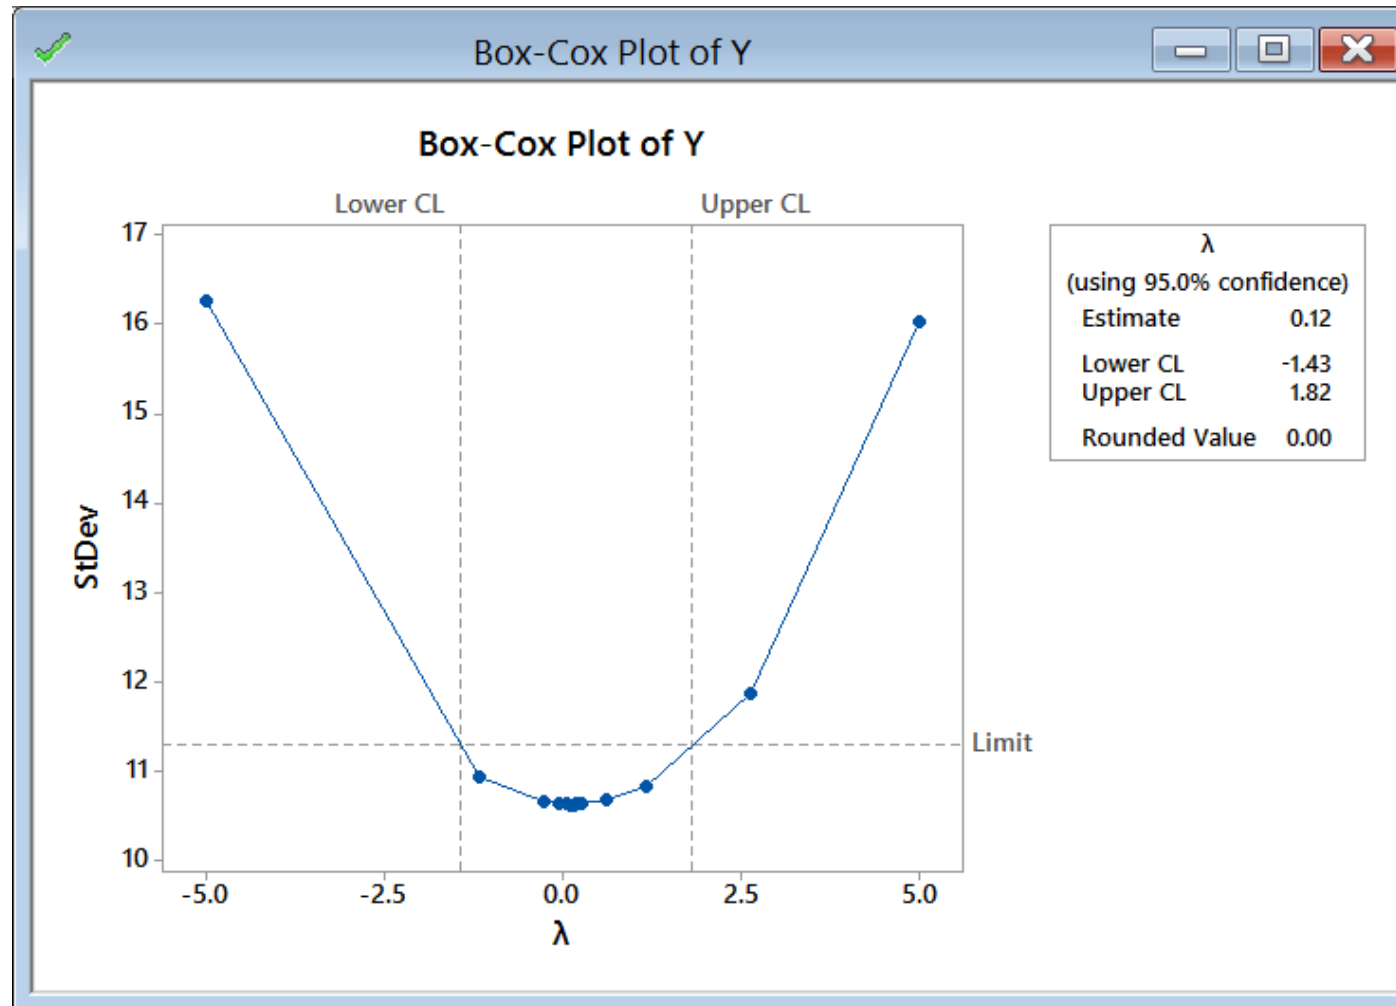 Box-Cox Plot of Y
Box-Cox Plot of Y
Lower CL
Upper CL
17
16
15
14
13
12
11
10
StDev
Limit
-5.0
-2.5
0.0
2.5
5.0
λ
λ
(using 95.0% confidence)
Estimate 0.12
Lower CL -1.43
Upper CL 1.82
Rounded Value 0.00